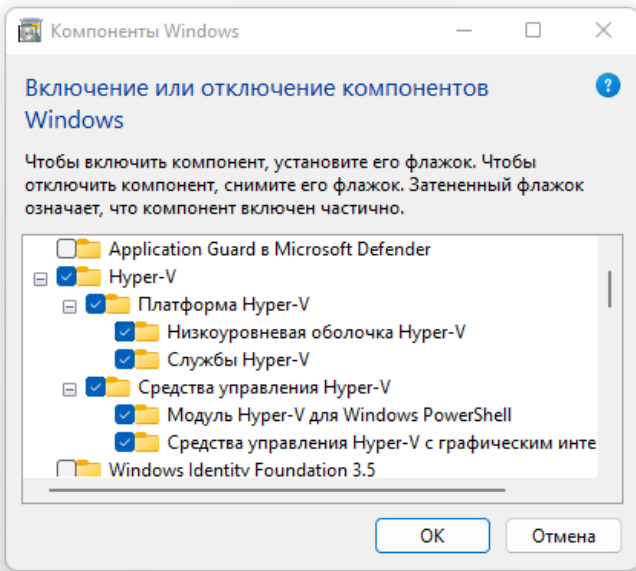 Компоненты Windows
Включение или отключение компонентов
Windows
Чтобы включить компонент, установите его флажок. Чтобы
отключить компонент, снимите его флажок. Затененный флажок
означает, что компонент включен частично.
Application Guard в Microsoft Defender
Hyper-V
Платформа Hyper-V
Низкоуровневая оболочка Hyper-V
Службы Hyper-V
Средства управления Hyper-V
Модуль Hyper-V для Windows PowerShell
Средства управления Hyper-V с графическим инте
Windows Identity Foundation 3.5
ОК
Отмена